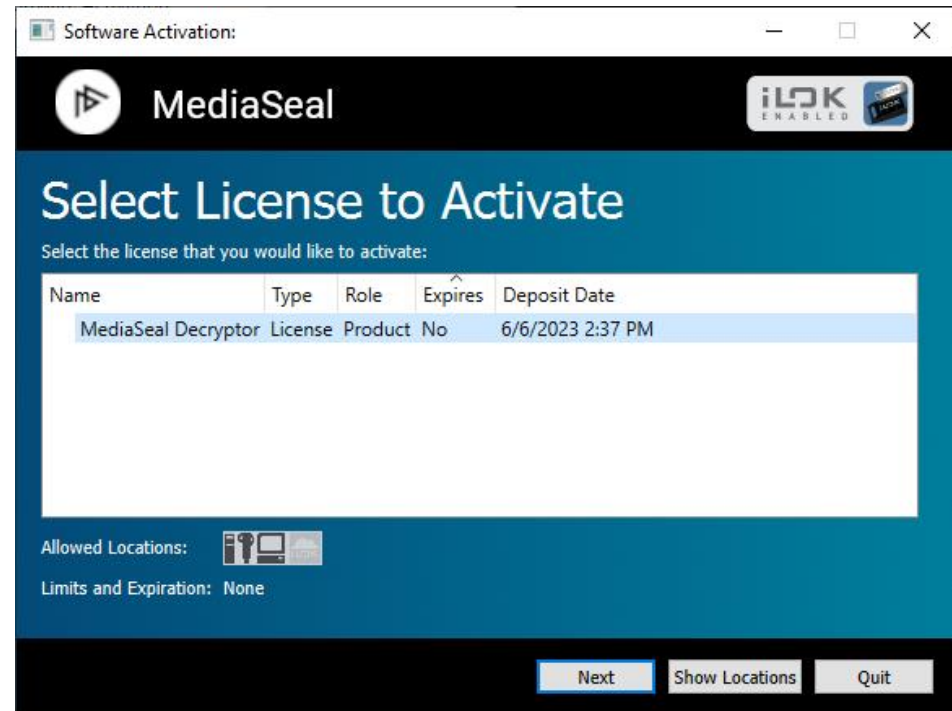 Software Activation:
MediaSeal
iLOK
ENABLED
Select License to Activate
Select the license that you would like to activate:
Name Type Role Expires Deposit Date
MediaSeal Decryptor License Product No 6/6/2023 2:37 PM
Allowed Locations:
Limits and Expiration: None
Next Show Locations Quit